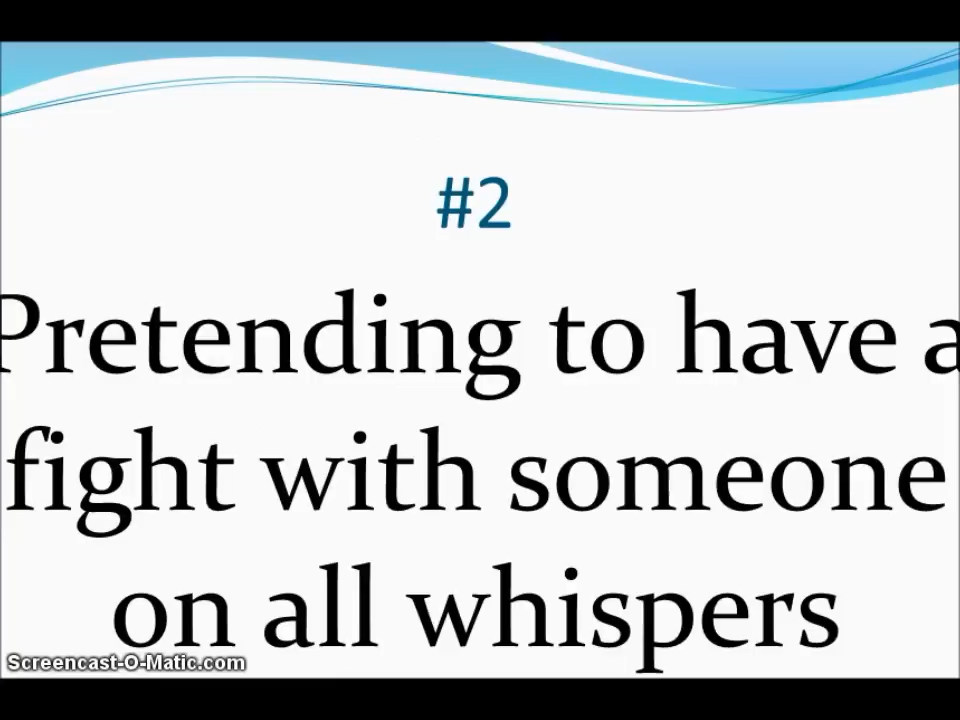 #2
Pretending to have a
fight with someone
on all whispers
Screencast-O-Matic.com